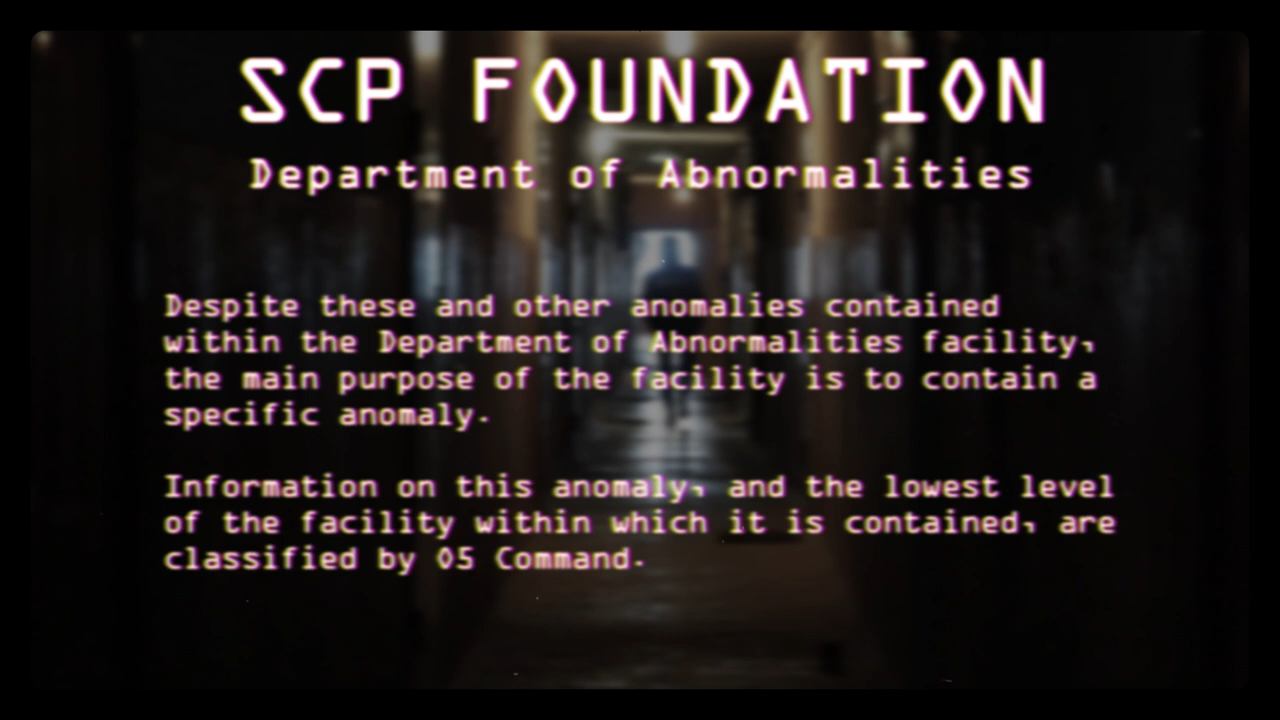 SCP FOUNDATION
Department of Abnormalities
Despite these and other anomalies contained
within the Department of Abnormalities facility,
the main purpose of the facility is to contain a
specific anomaly.
Information on this anomaly, and the lowest level
of the facility within which it is contained, are
classified by O5 Command.